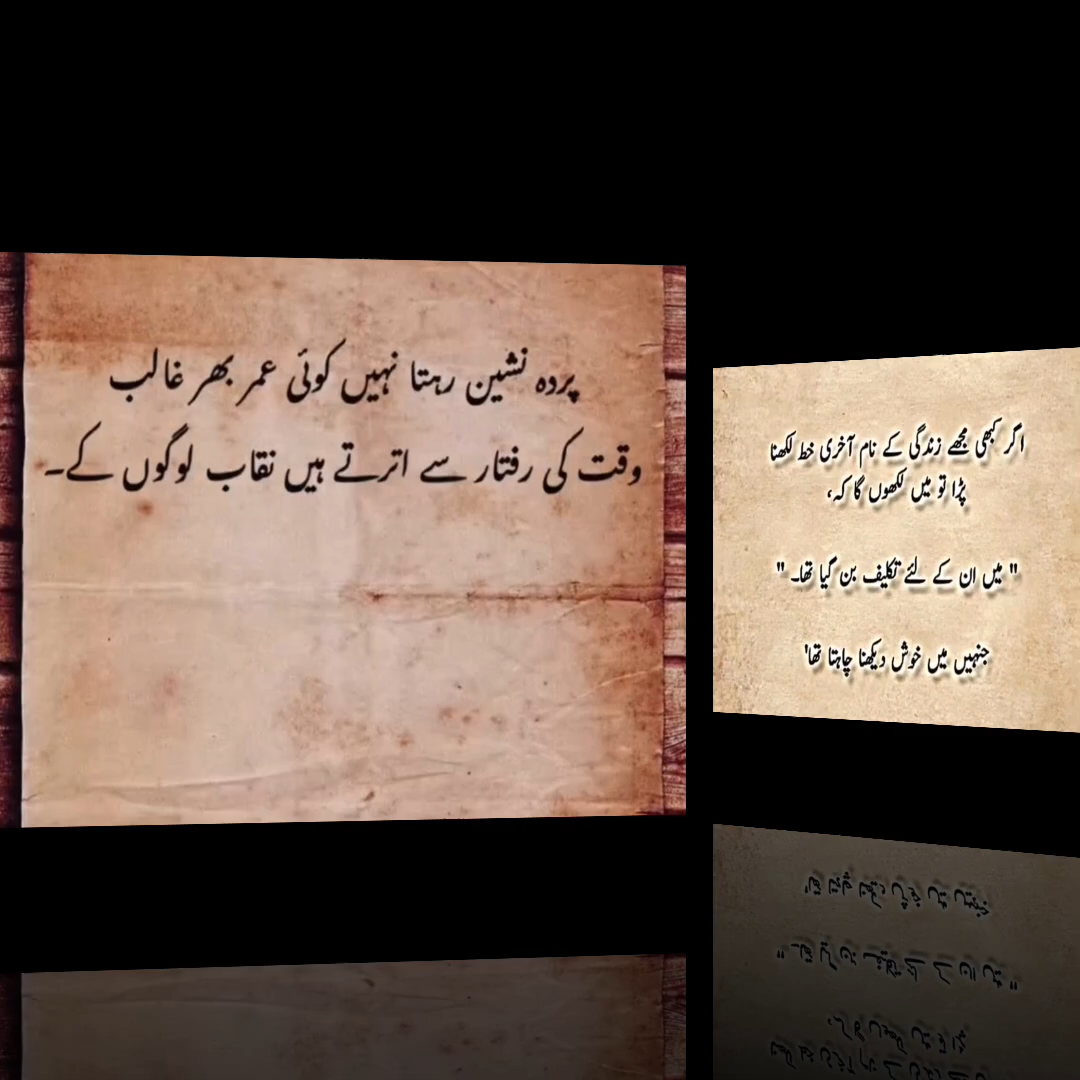 پردہ نشین رہتا نہیں کوئی عمر بھر غالب
وقت کی رفتار سے اترتے ہیں نقاب لوگوں کے۔
اگر کبھی مجھے زندگی کے نام آخری خط لکھنا
پڑا تو میں لکھوں گا کہ،
" میں ان کے لئے تکلیف بن گیا تھا۔ "
جنہیں میں خوش دیکھنا چاہتا تھا'